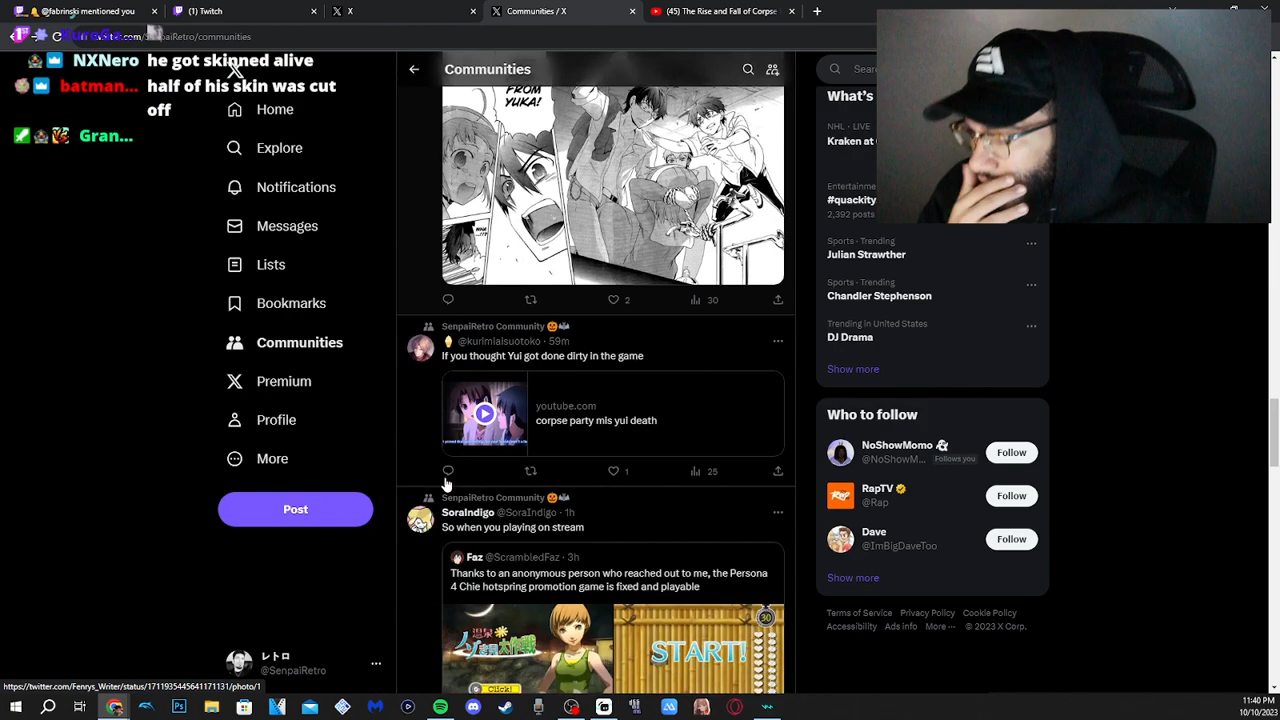 @fabrinski mentioned you
Twitch
X
Communities / X
(45) The Rise and Fall of Corpse
paiRetro/communities
NXNero he got skinned alive
batman... half of his skin was cut off
Gran...
Home
Explore
Notifications
Messages
Lists
Bookmarks
Communities
Premium
Profile
More
Post
レトロ
@SenpaiRetro
https://twitter.com/Fenrys_Writer/status/1711935445641171131/photo/1
Communities
FROM YUKA!
2
30
SenpaiRetro Community
@kurimiaisuotoko · 59m
If you thought Yui got done dirty in the game
youtube.com
corpse party mis yui death
1
25
SenpaiRetro Community
SoraIndigo @SoraIndigo · 1h
So when you playing on stream
Faz @ScrambledFaz · 3h
Thanks to an anonymous person who reached out to me, the Persona
4 Chie hotspring promotion game is fixed and playable
START!
30
Click!
Sear
What's
NHL · LIVE
Kraken at
Entertainme
#quackity
2,392 posts
Sports · Trending
Julian Strawther
Sports · Trending
Chandler Stephenson
Trending in United States
DJ Drama
Show more
Who to follow
NoShowMomo
@NoShowM... Follows you
Follow
RapTV
@Rap
Follow
Dave
@ImBigDaveToo
Follow
Show more
Terms of Service Privacy Policy Cookie Policy
Accessibility Ads info More ··· © 2023 X Corp.
11:40 PM
10/10/2023